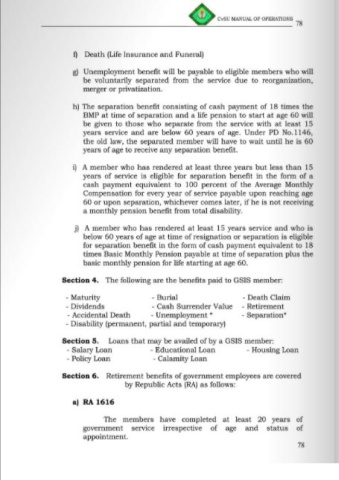 CvSU MANUAL OF OPERATIONS
78
f) Death (Life Insurance and Funeral)
g) Unemployment benefit will be payable to eligible members who will
be voluntarily separated from the service due to reorganization,
merger or privatization.
h) The separation benefit consisting of cash payment of 18 times the
BMP at time of separation and a life pension to start at age 60 will
be given to those who separate from the service with at least 15
years service and are below 60 years of age. Under PD No.1146,
the old law, the separated member will have to wait until he is 60
years of age to receive any separation benefit.
i) A member who has rendered at least three years but less than 15
years of service is eligible for separation benefit in the form of a
cash payment equivalent to 100 percent of the Average Monthly
Compensation for every year of service payable upon reaching age
60 or upon separation, whichever comes later, if he is not receiving
a monthly pension benefit from total disability.
j) A member who has rendered at least 15 years service and who is
below 60 years of age at time of resignation or separation is eligible
for separation benefit in the form of cash payment equivalent to 18
times Basic Monthly Pension payable at time of separation plus the
basic monthly pension for life starting at age 60.
Section 4. The following are the benefits paid to GSIS member:
- Maturity - Burial - Death Claim
- Dividends - Cash Surrender Value - Retirement
- Accidental Death - Unemployment * - Separation*
- Disability (permanent, partial and temporary)
Section 5. Loans that may be availed of by a GSIS member:
- Salary Loan - Educational Loan - Housing Loan
- Policy Loan - Calamity Loan
Section 6. Retirement benefits of government employees are covered
by Republic Acts (RA) as follows:
a) RA 1616
The members have completed at least 20 years of
government service irrespective of age and status of
appointment.
78